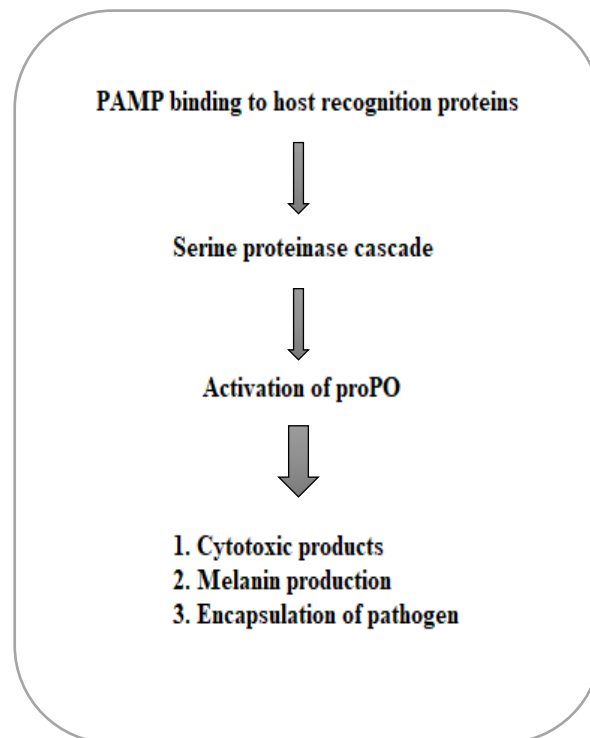 PAMP binding to host recognition proteins
Serine proteinase cascade
Activation of proPO
1. Cytotoxic products
2. Melanin production
3. Encapsulation of pathogen